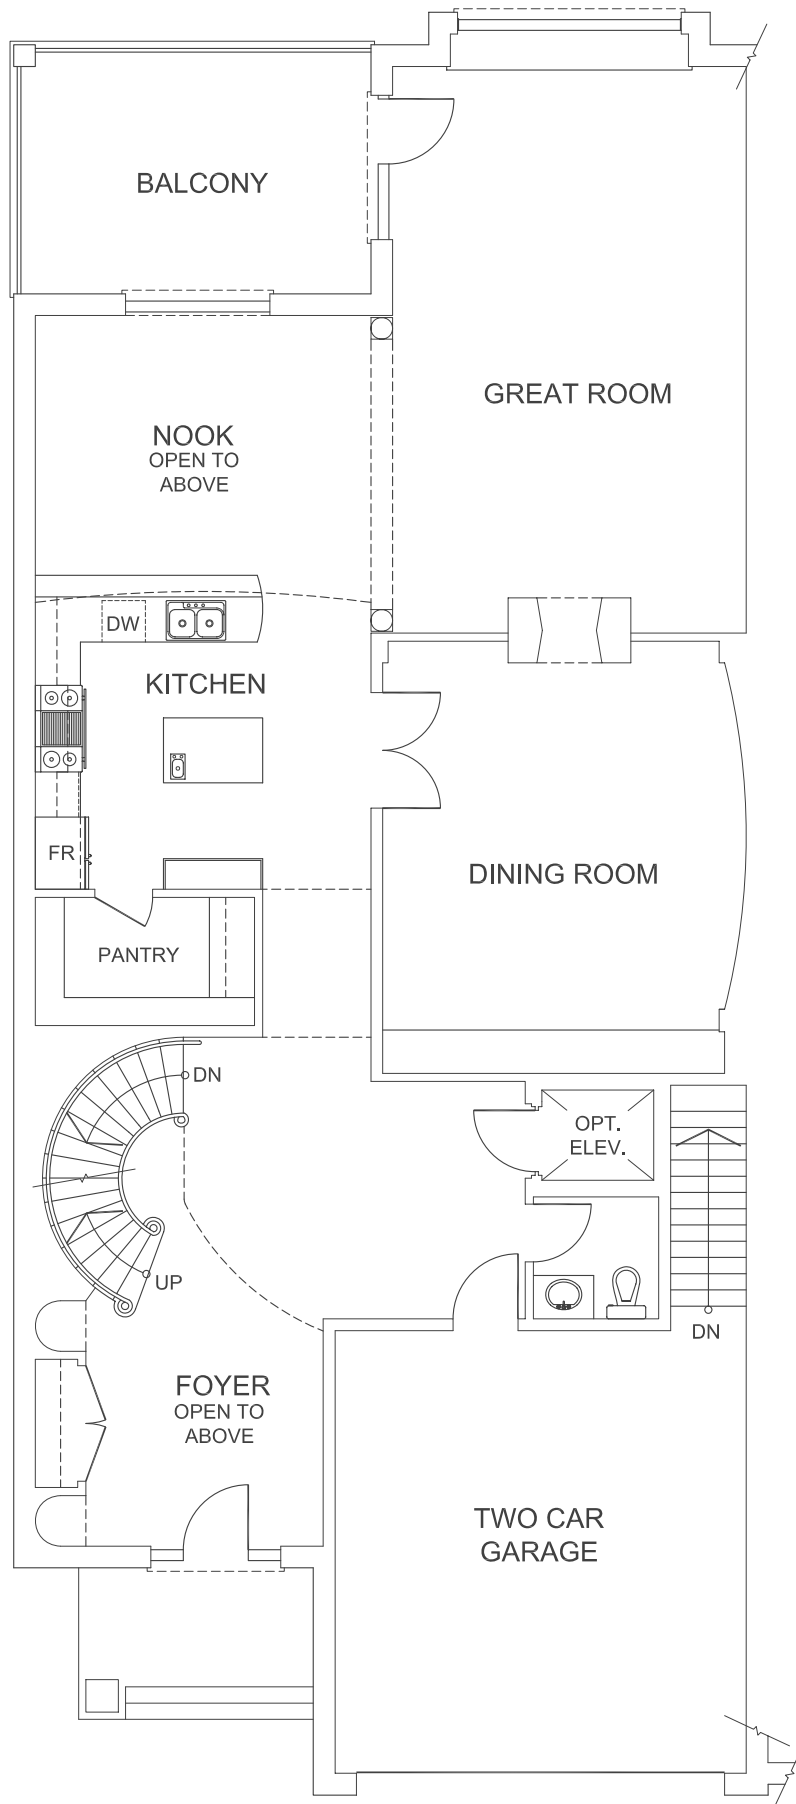 BALCONY
GREAT ROOM
NOOK
OPEN TO
ABOVE
DW
KITCHEN
FR
DINING ROOM
PANTRY
DN
OPT.
ELEV.
UP
DN
FOYER
OPEN TO
ABOVE
TWO CAR
GARAGE